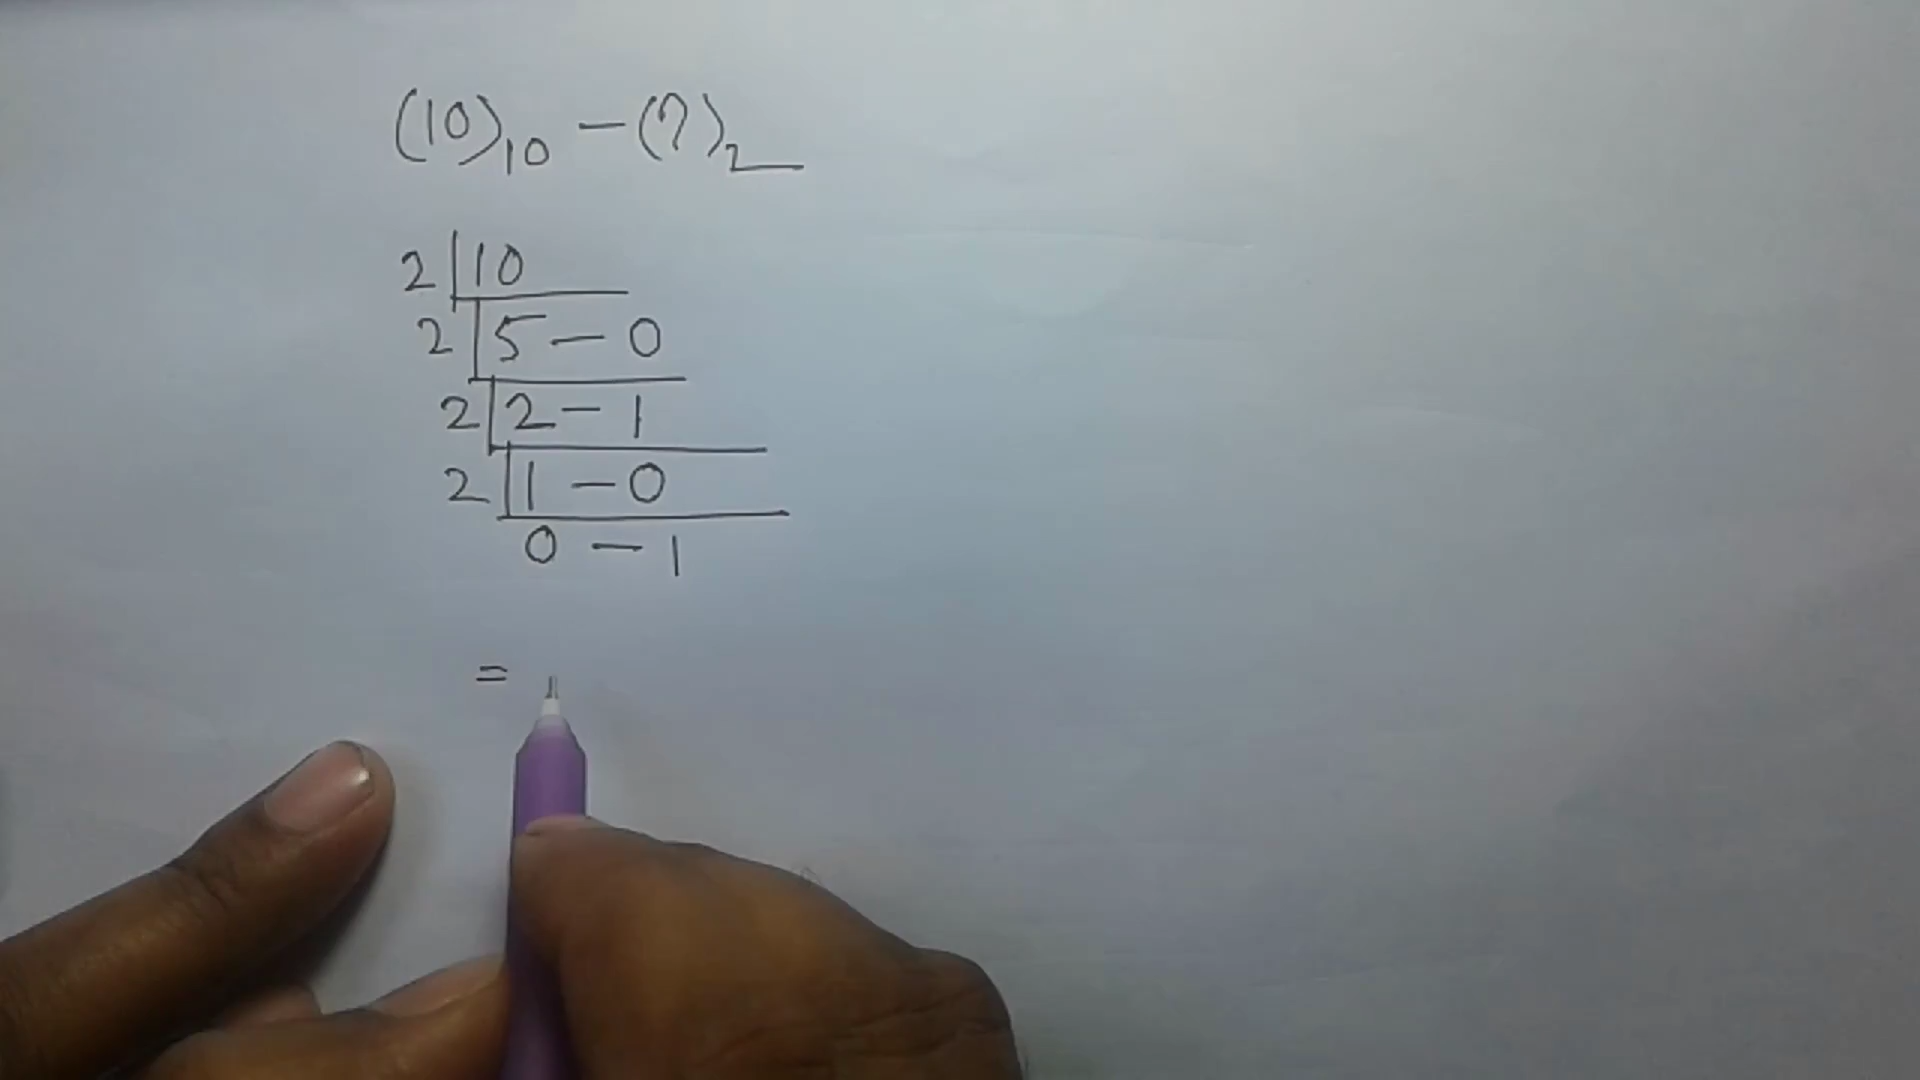 (10)10 — (?)2
2 | 10
2 | 5 — 0
2 | 2 — 1
2 | 1 — 0
0 — 1
=